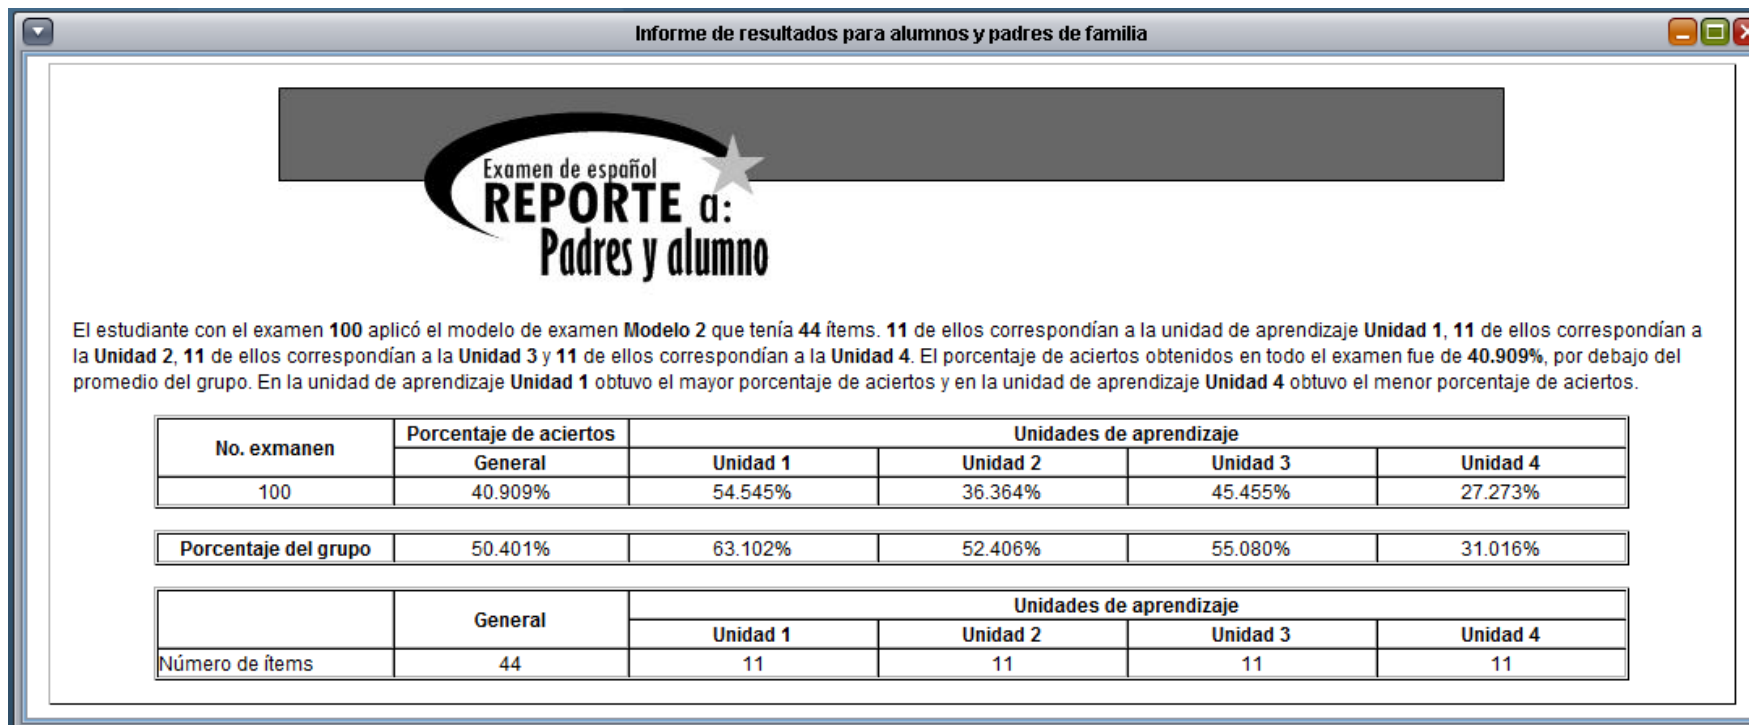 Informe de resultados para alumnos y padres de familia
Examen de español
REPORTE a:
Padres y alumno
El estudiante con el examen 100 aplicó el modelo de examen Modelo 2 que tenía 44 ítems. 11 de ellos correspondían a la unidad de aprendizaje Unidad 1, 11 de ellos correspondían a
la Unidad 2, 11 de ellos correspondían a la Unidad 3 y 11 de ellos correspondían a la Unidad 4. El porcentaje de aciertos obtenidos en todo el examen fue de 40.909%, por debajo del
promedio del grupo. En la unidad de aprendizaje Unidad 1 obtuvo el mayor porcentaje de aciertos y en la unidad de aprendizaje Unidad 4 obtuvo el menor porcentaje de aciertos.
No. exmanen Porcentaje de aciertos Unidades de aprendizaje
General Unidad 1 Unidad 2 Unidad 3 Unidad 4
100 40.909% 54.545% 36.364% 45.455% 27.273%
Porcentaje del grupo 50.401% 63.102% 52.406% 55.080% 31.016%
General Unidades de aprendizaje
Unidad 1 Unidad 2 Unidad 3 Unidad 4
Número de ítems 44 11 11 11 11